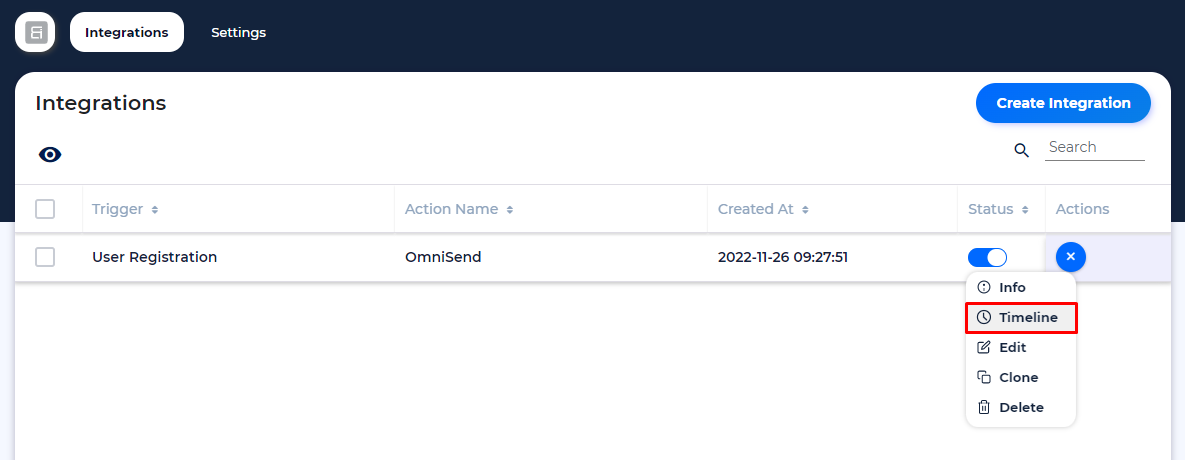 Integrations Settings
Integrations Create Integration
Search
Trigger Action Name Created At Status Actions
User Registration OmniSend 2022-11-26 09:27:51
Info
Timeline
Edit
Clone
Delete